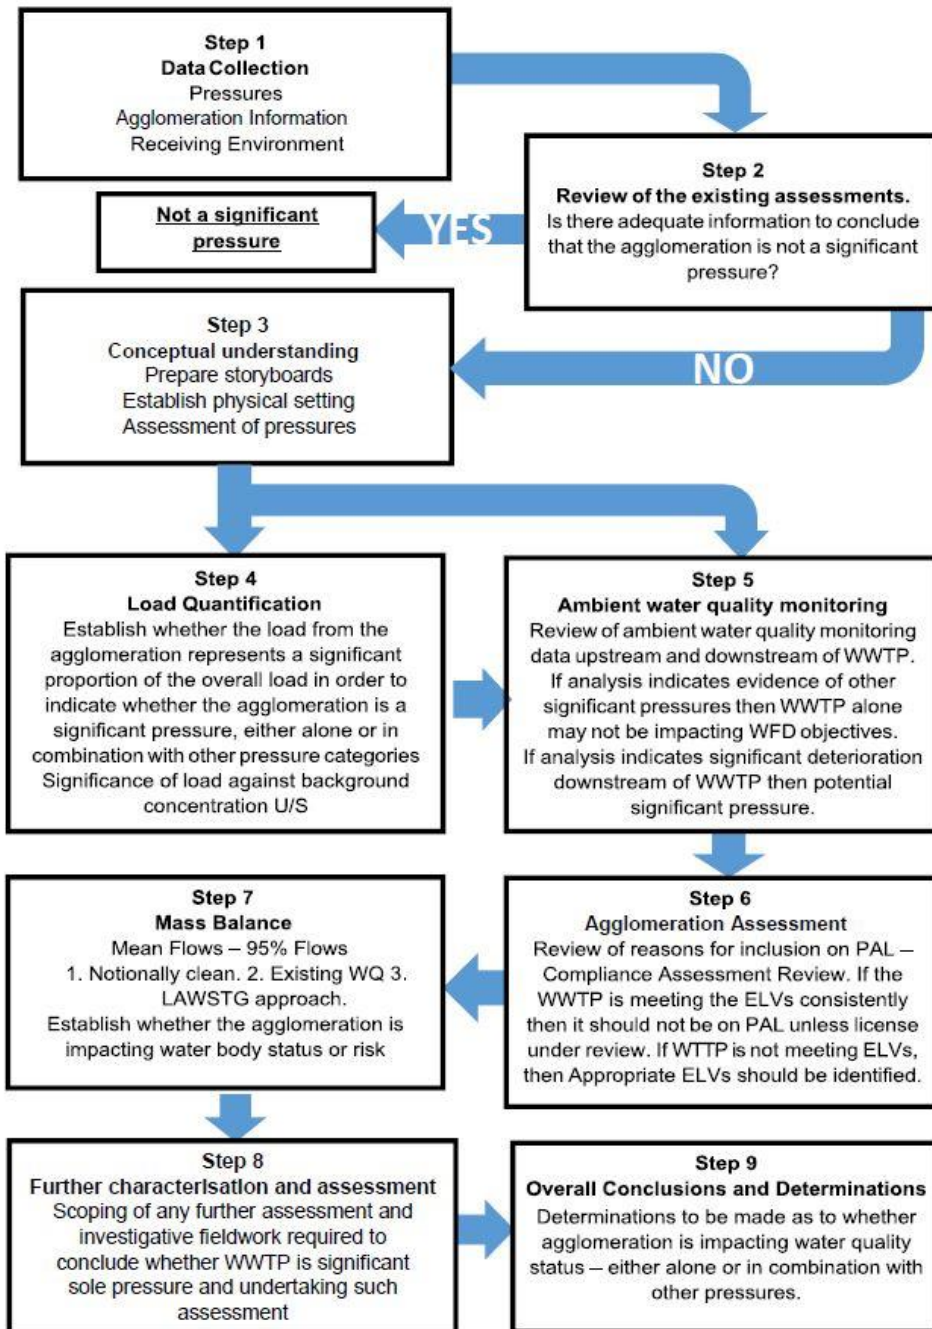 Step 1
Data Collection
Pressures
Agglomeration Information
Receiving Environment
Step 2
Review of the existing assessments.
Is there adequate information to conclude
that the agglomeration is not a significant
pressure?
YES
Not a significant
pressure
NO
Step 3
Conceptual understanding
Prepare storyboards
Establish physical setting
Assessment of pressures
Step 4
Load Quantification
Establish whether the load from the
agglomeration represents a significant
proportion of the overall load in order to
indicate whether the agglomeration is a
significant pressure, either alone or in
combination with other pressure categories
Significance of load against background
concentration U/S
Step 5
Ambient water quality monitoring
Review of ambient water quality monitoring
data upstream and downstream of WWTP.
If analysis indicates evidence of other
significant pressures then WWTP alone
may not be impacting WFD objectives.
If analysis indicates significant deterioration
downstream of WWTP then potential
significant pressure.
Step 6
Agglomeration Assessment
Review of reasons for inclusion on PAL –
Compliance Assessment Review. If the
WWTP is meeting the ELVs consistently
then it should not be on PAL unless license
under review. If WTTP is not meeting ELVs,
then Appropriate ELVs should be identified.
Step 7
Mass Balance
Mean Flows – 95% Flows
1. Notionally clean. 2. Existing WQ 3.
LAWSTG approach.
Establish whether the agglomeration is
impacting water body status or risk
Step 8
Further characterisation and assessment
Scoping of any further assessment and
investigative fieldwork required to
conclude whether WWTP is significant
sole pressure and undertaking such
assessment
Step 9
Overall Conclusions and Determinations
Determinations to be made as to whether
agglomeration is impacting water quality
status – either alone or in combination with
other pressures.